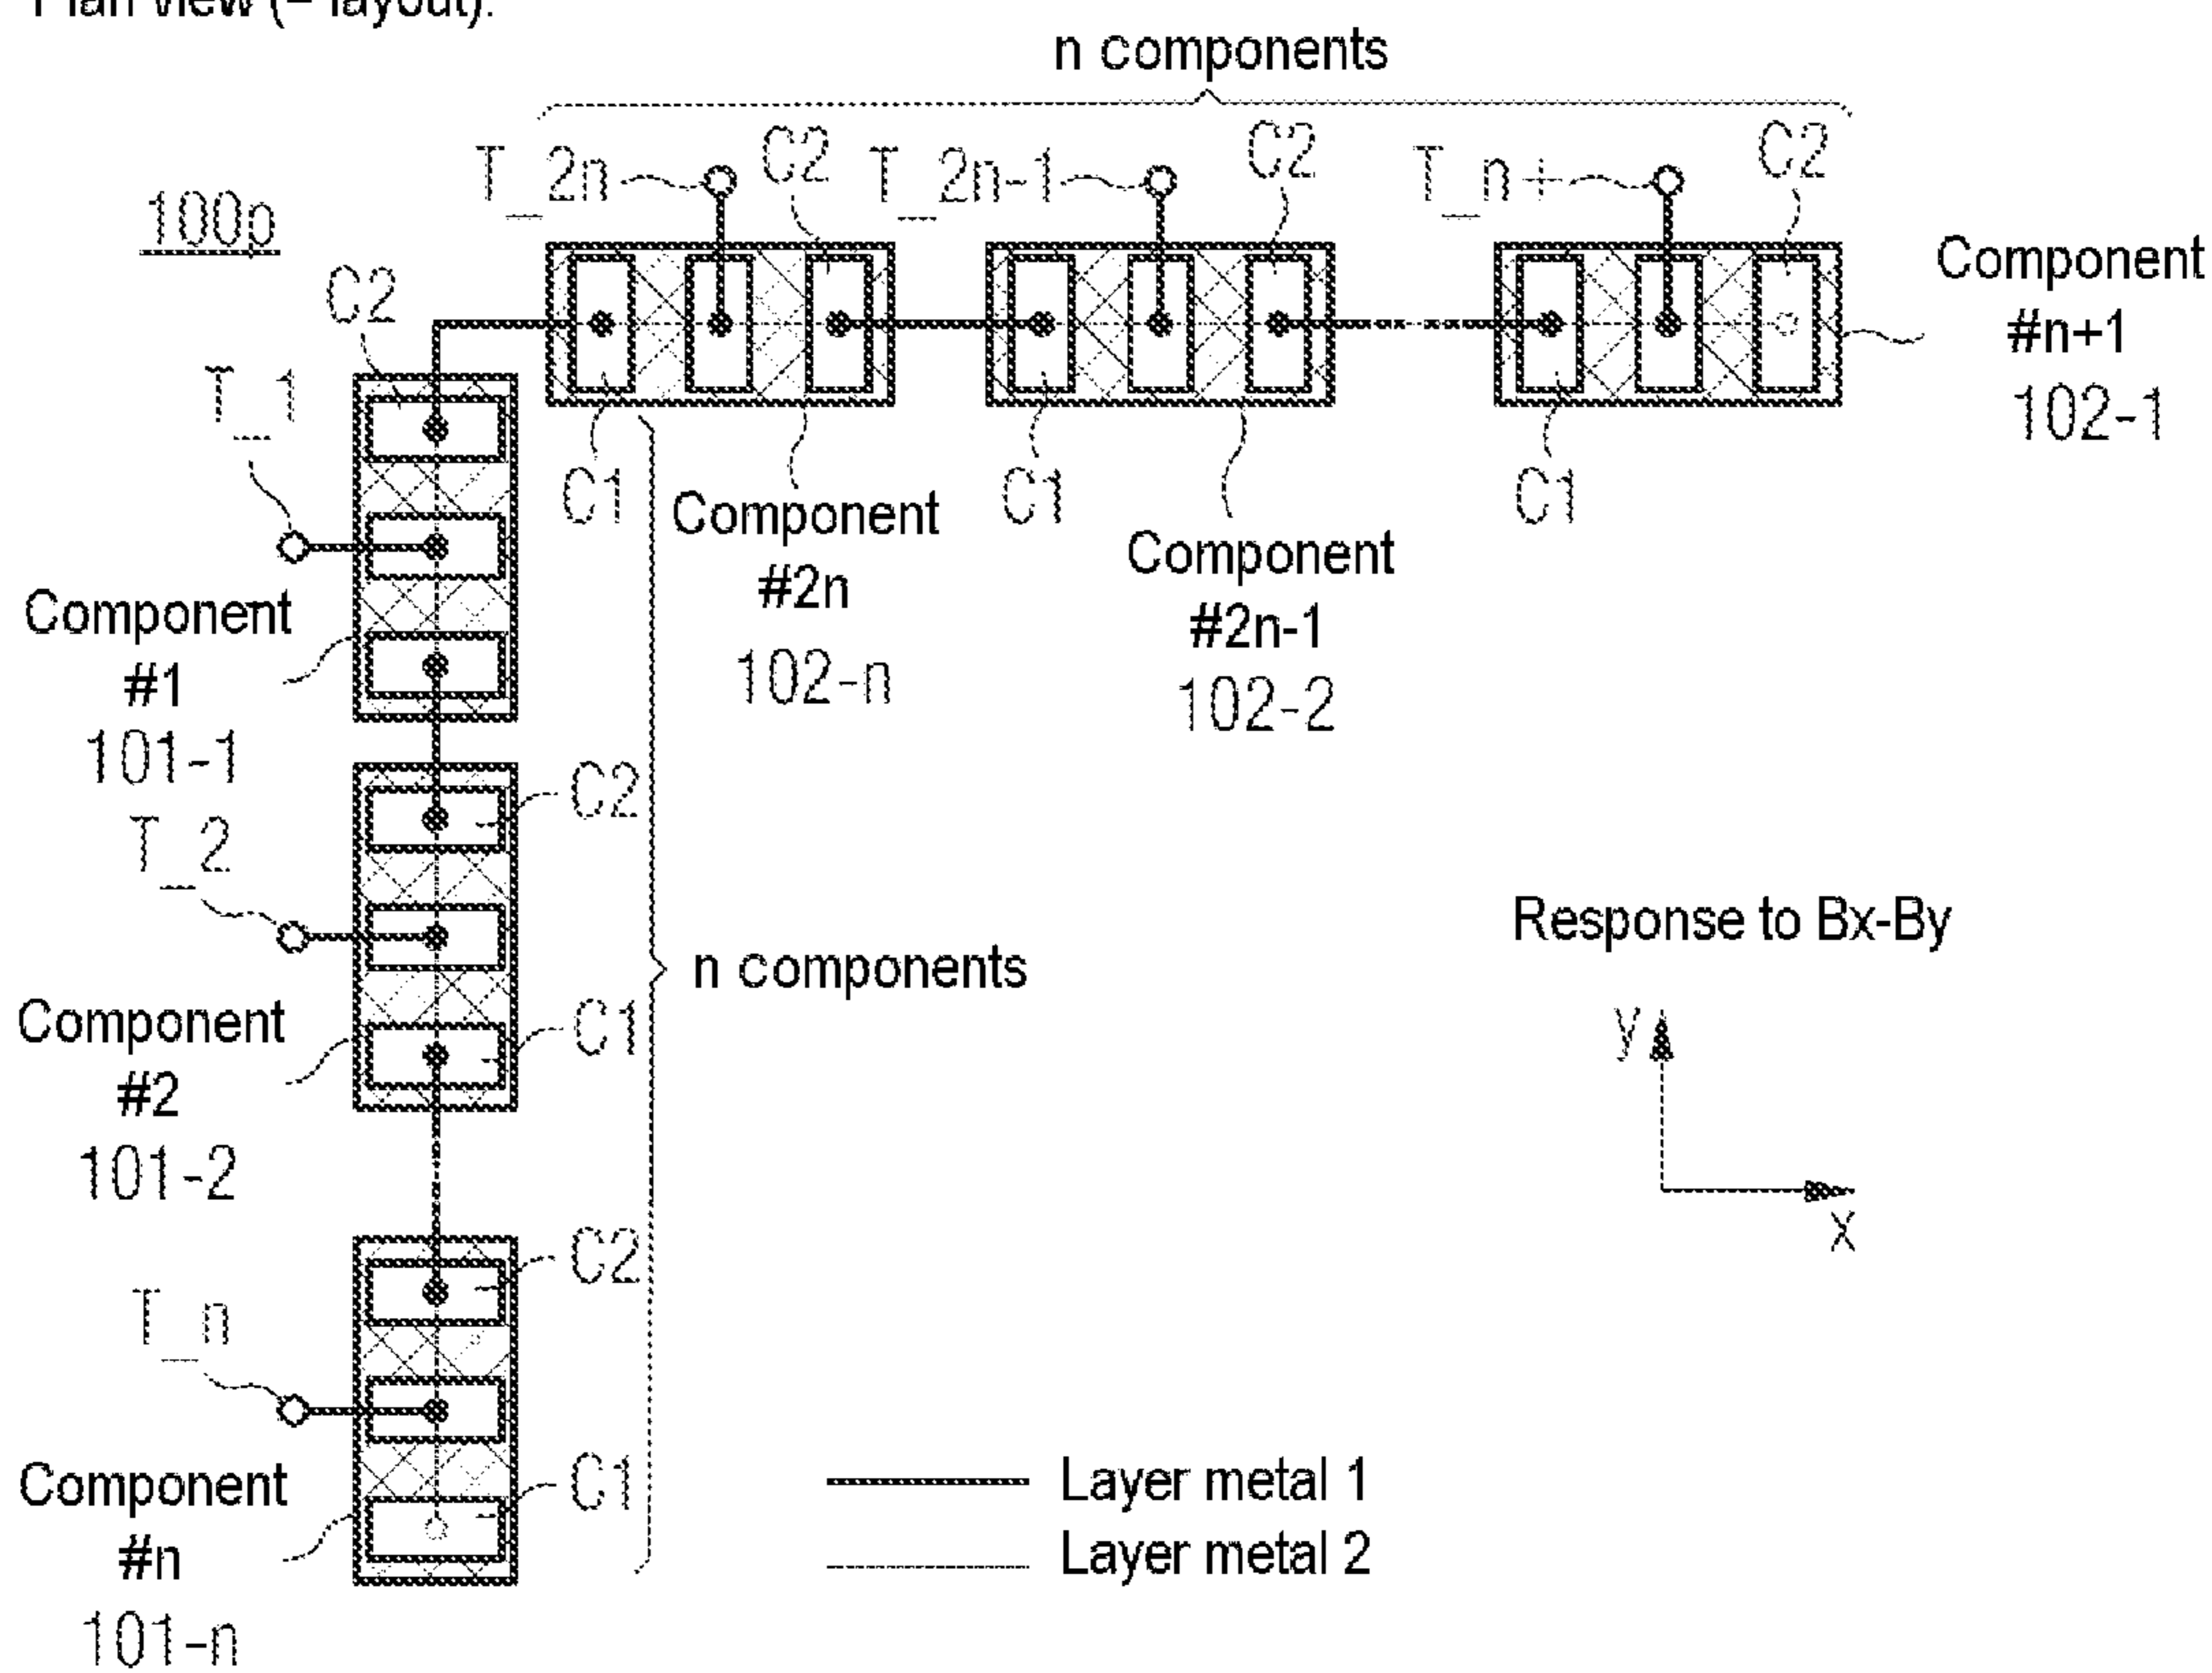 Plan view (= layout):
n components
T_2n
C2
T_2n-1
C2
T_n+
C2
100p
Component
#n+1
102-1
C2
T_1
C1
C1
C1
Component
#2n
102-n
Component
#2n-1
102-2
Component
#1
101-1
C2
T_2
n components
Response to Bx-By
Component
#2
101-2
C1
y
x
C2
T_n
C1
Component
#n
101-n
Layer metal 1
Layer metal 2